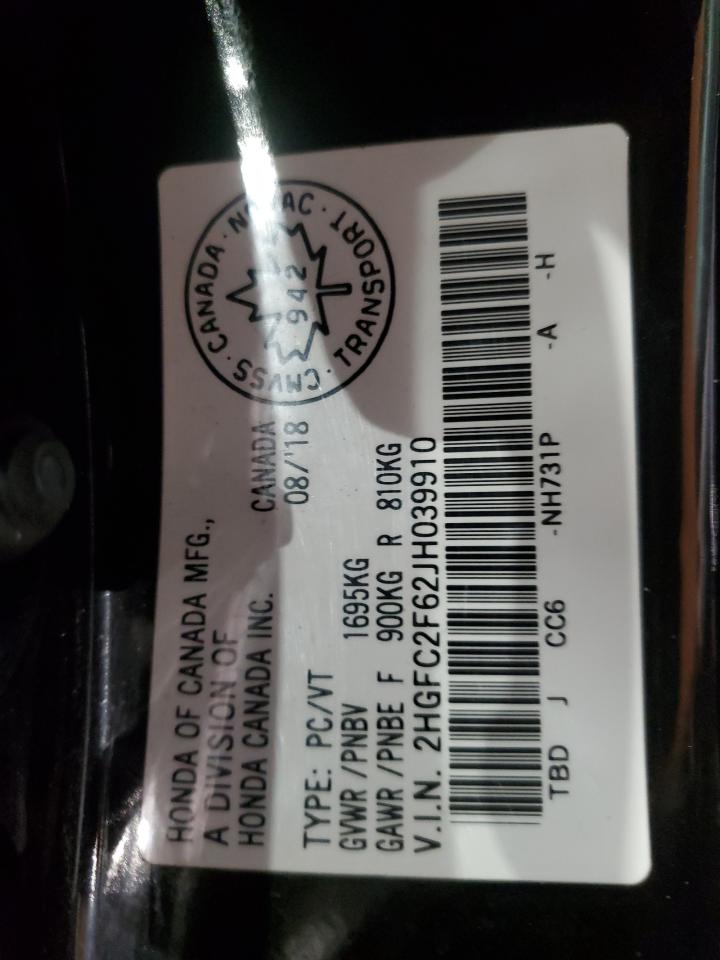 HONDA OF CANADA MFG.,
A DIVISION OF
HONDA CANADA INC.
CANADA
08/'18
CMVSS · CANADA · NSVAC · TRANSPORT ·
942
TYPE: PC/VT
GVWR /PNBV 1695KG
GAWR /PNBE F 900KG R 810KG
V.I.N. 2HGFC2F62JH039910
TBD J CC6 -NH731P -A -H